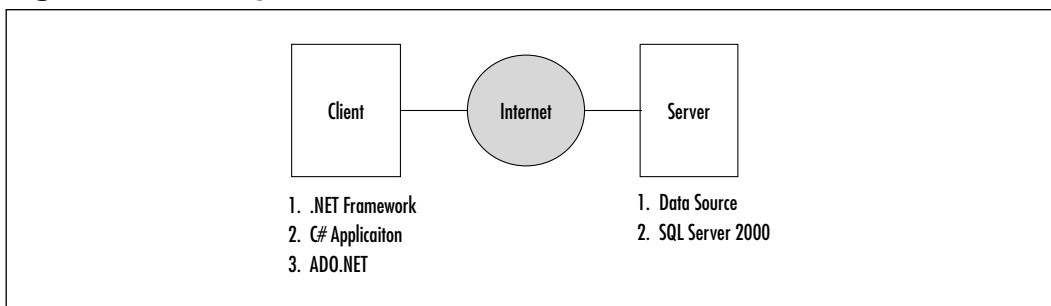 Client
Internet
Server
1. .NET Framework
2. C# Applicaiton
3. ADO.NET
1. Data Source
2. SQL Server 2000